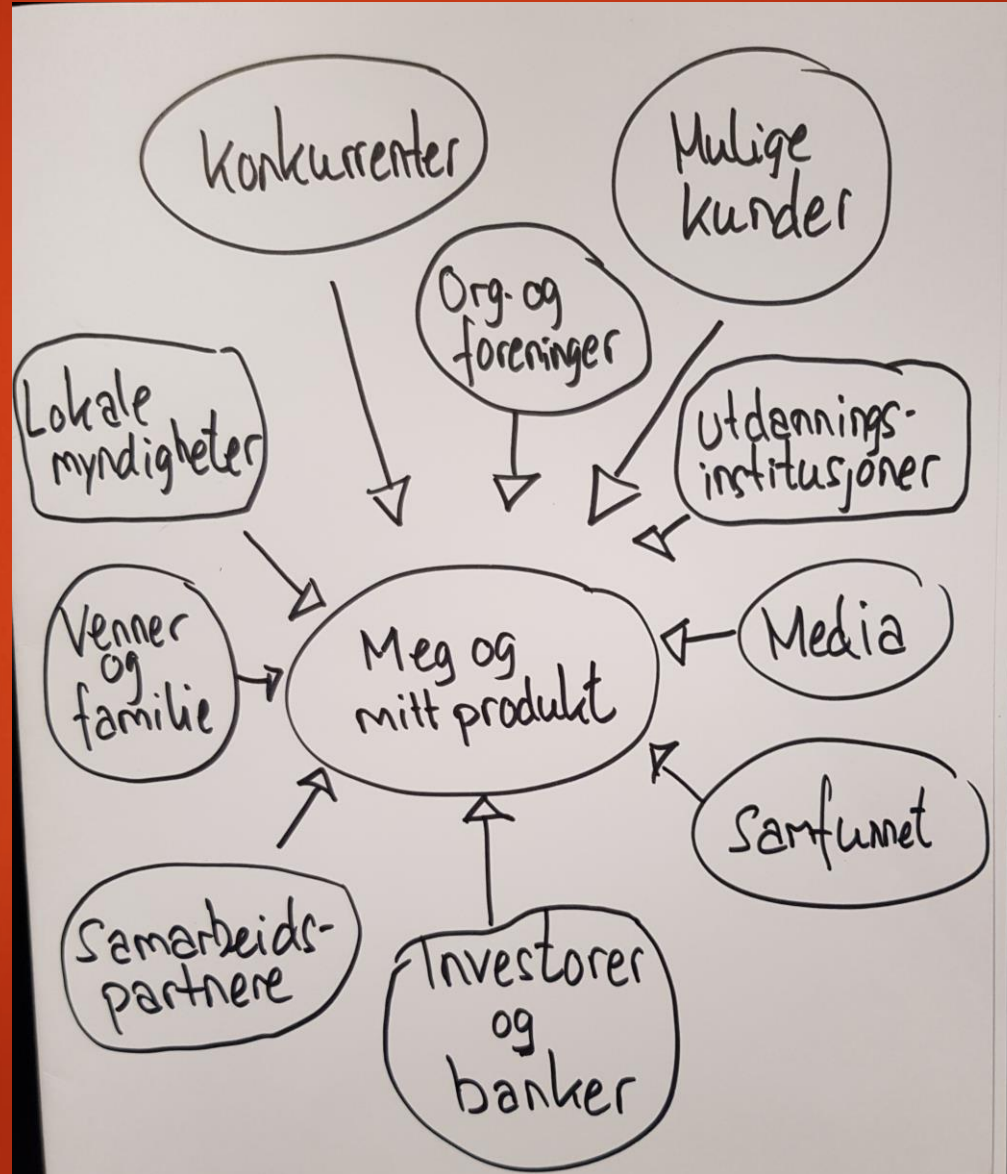 Konkurrenter
Mulige
kunder
Org. og
foreninger
Lokale
myndigheter
Utdannings-
institusjoner
Venner
og
familie
Meg og
mitt produkt
Media
Samfunnet
Samarbeids-
partnere
Investorer
og
banker